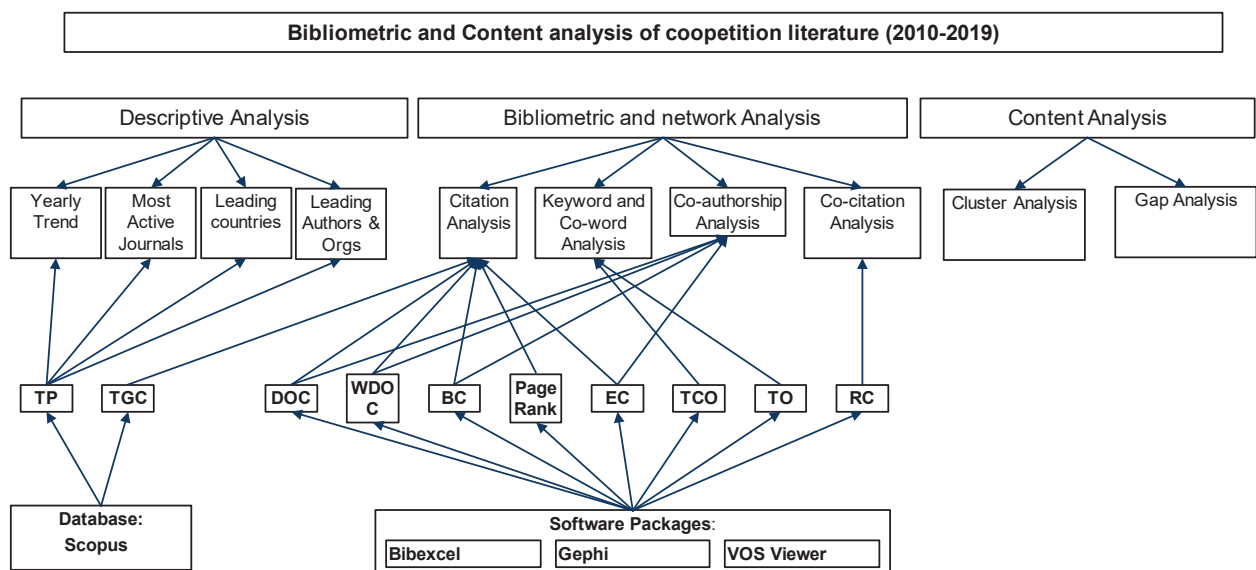 Bibliometric and Content analysis of coopetition literature (2010-2019)
Descriptive Analysis
Bibliometric and network Analysis
Content Analysis
Yearly
Trend
Most
Active
Journals
Leading
countries
Leading
Authors &
Orgs
Citation
Analysis
Keyword and
Co-word
Analysis
Co-authorship
Analysis
Co-citation
Analysis
Cluster Analysis
Gap Analysis
TP
TGC
DOC
WDO
C
BC
Page
Rank
EC
TCO
TO
RC
Database:
Scopus
Software Packages:
Bibexcel
Gephi
VOS Viewer